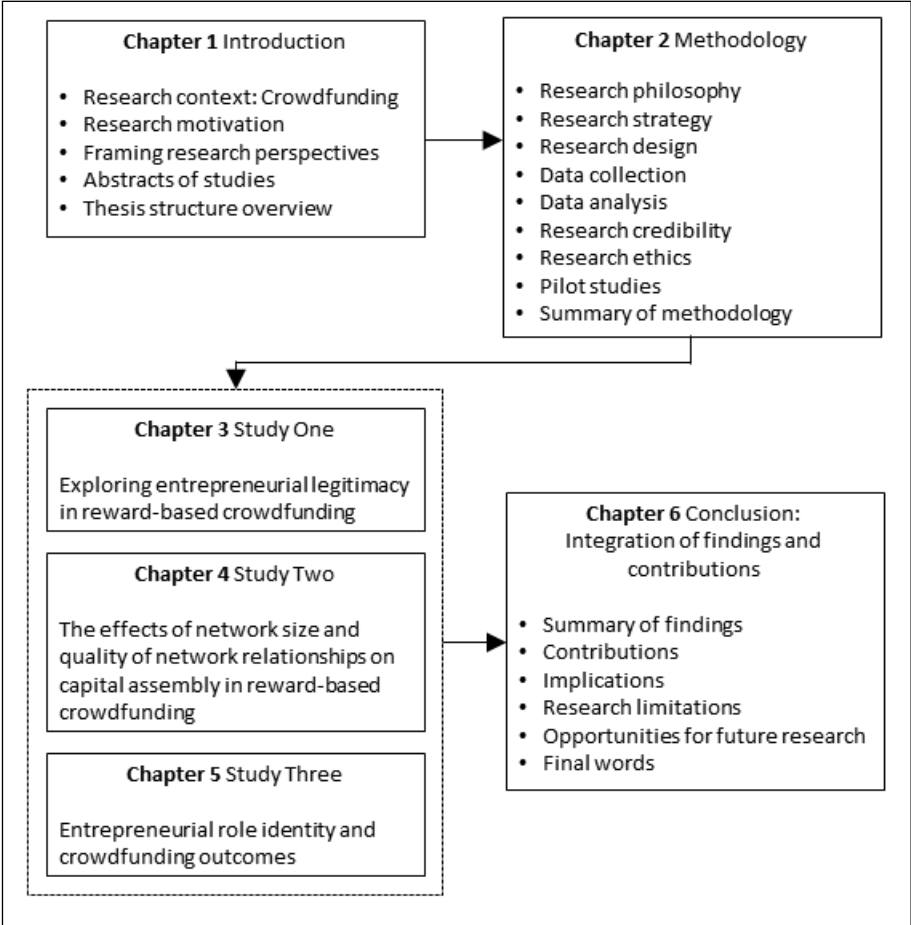 Chapter 1 Introduction
• Research context: Crowdfunding
• Research motivation
• Framing research perspectives
• Abstracts of studies
• Thesis structure overview
Chapter 2 Methodology
• Research philosophy
• Research strategy
• Research design
• Data collection
• Data analysis
• Research credibility
• Research ethics
• Pilot studies
• Summary of methodology
Chapter 3 Study One
Exploring entrepreneurial legitimacy
in reward-based crowdfunding
Chapter 4 Study Two
The effects of network size and
quality of network relationships on
capital assembly in reward-based
crowdfunding
Chapter 5 Study Three
Entrepreneurial role identity and
crowdfunding outcomes
Chapter 6 Conclusion:
Integration of findings and
contributions
• Summary of findings
• Contributions
• Implications
• Research limitations
• Opportunities for future research
• Final words